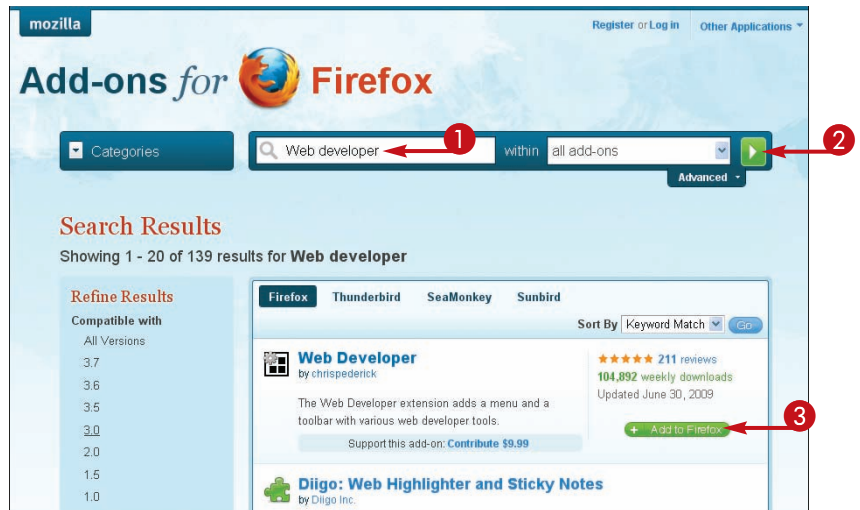 mozilla
Register or Log in Other Applications
Add-ons for Firefox
Categories
Web developer
1
within
all add-ons
2
Advanced
Search Results
Showing 1 - 20 of 139 results for Web developer
Refine Results
Compatible with
All Versions
3.7
3.6
3.5
3.0
2.0
1.5
1.0
Firefox Thunderbird SeaMonkey Sunbird
Sort By Keyword Match Go
Web Developer
by chrispederick
The Web Developer extension adds a menu and a
toolbar with various web developer tools.
Support this add-on: Contribute $9.99
211 reviews
104,892 weekly downloads
Updated June 30, 2009
+ Add to Firefox
3
Diigo: Web Highlighter and Sticky Notes
by Diigo Inc.